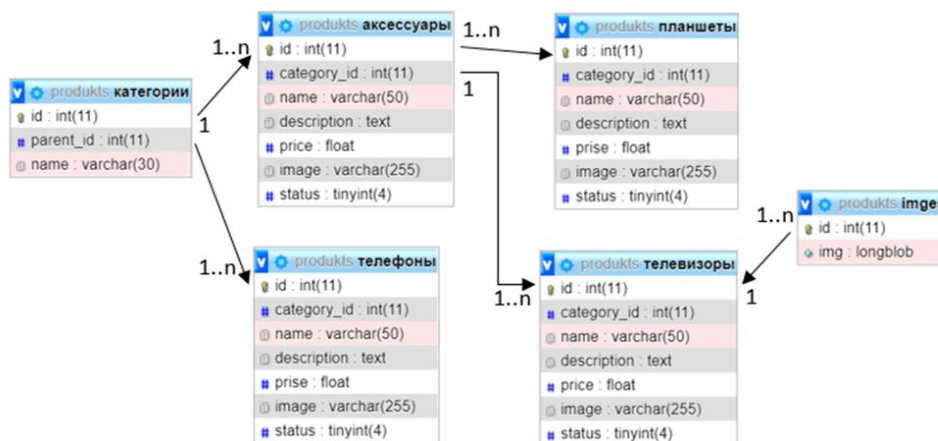 produkts категории
id : int(11)
parent_id : int(11)
name : varchar(30)
1
1..n
1..n
produkts аксессуары
id : int(11)
category_id : int(11)
name : varchar(50)
description : text
price : float
image : varchar(255)
status : tinyint(4)
1..n
1
produkts планшеты
id : int(11)
category_id : int(11)
name : varchar(50)
description : text
prise : float
image : varchar(255)
status : tinyint(4)
produkts телефоны
id : int(11)
category_id : int(11)
name : varchar(50)
description : text
prise : float
image : varchar(255)
status : tinyint(4)
1..n
produkts телевизоры
id : int(11)
category_id : int(11)
name : varchar(50)
description : text
price : float
image : varchar(255)
status : tinyint(4)
1..n
1
produkts
id : int(11)
img : longblob